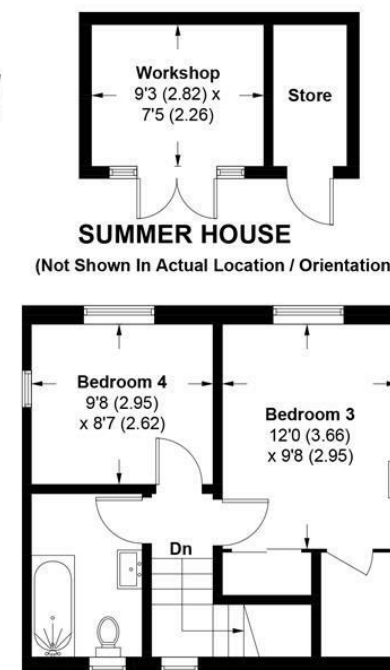 Workshop
9'3 (2.82) x
7'5 (2.26)
Store
SUMMER HOUSE
(Not Shown In Actual Location / Orientation
Bedroom 4
9'8 (2.95)
x 8'7 (2.62)
Bedroom 3
12'0 (3.66)
x 9'8 (2.95)
Dn